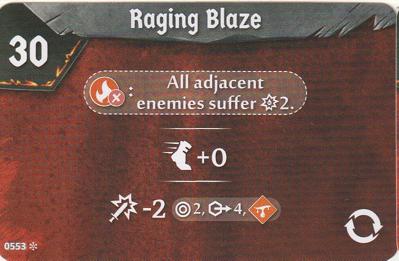 Raging Blaze
30
: All adjacent
enemies suffer 2.
+0
-2 2, 4,
0553